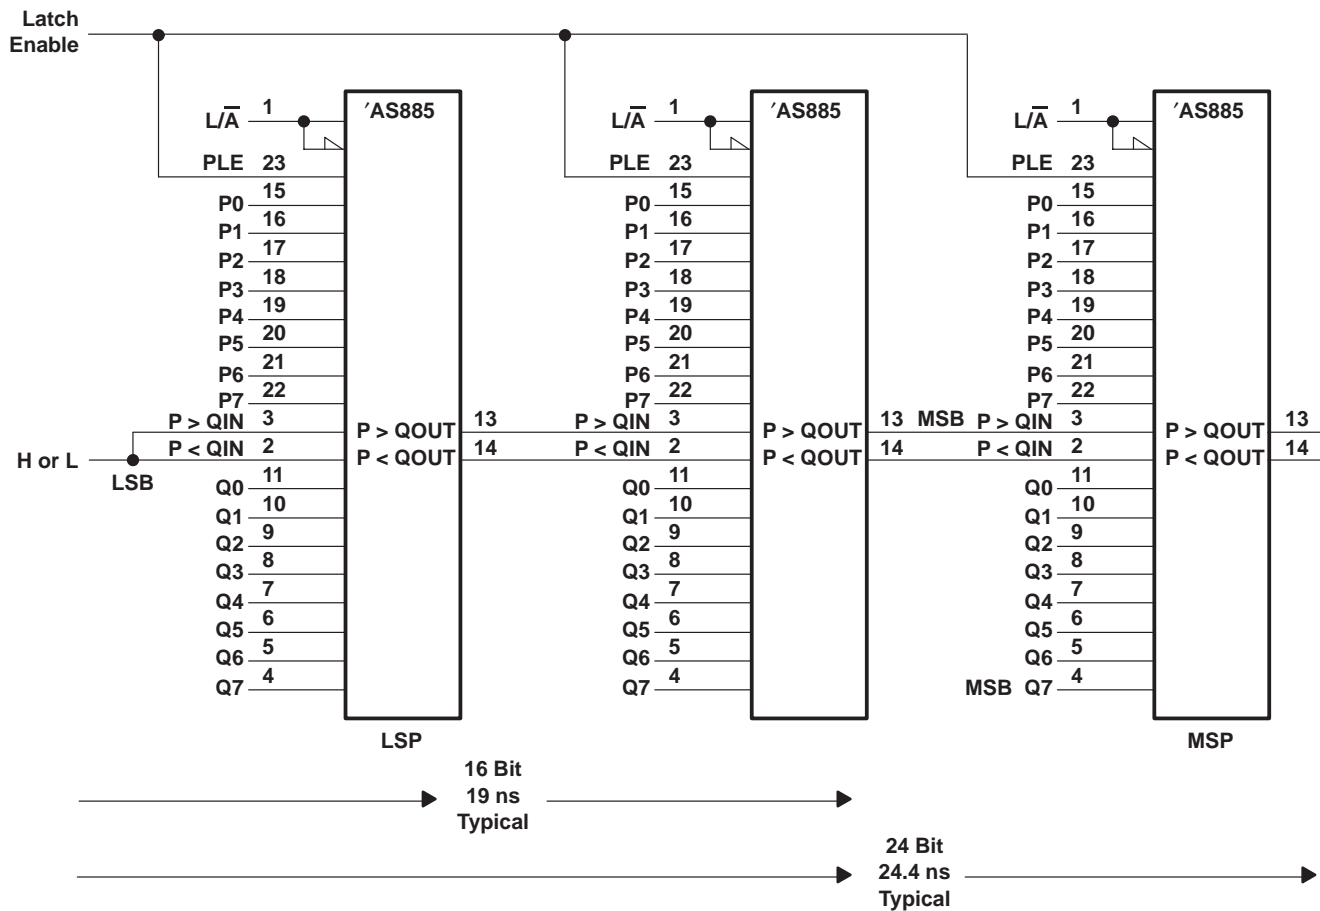 Latch
Enable
L/A̅ 1
PLE 23
P0 15
P1 16
P2 17
P3 18
P4 19
P5 20
P6 21
P7 22
P > QIN 3
P < QIN 2
H or L
LSB
Q0 11
Q1 10
Q2 9
Q3 8
Q4 7
Q5 6
Q6 5
Q7 4
′AS885
P > QOUT 13
P < QOUT 14
LSP
L/A̅ 1
PLE 23
P0 15
P1 16
P2 17
P3 18
P4 19
P5 20
P6 21
P7 22
P > QIN 3
P < QIN 2
Q0 11
Q1 10
Q2 9
Q3 8
Q4 7
Q5 6
Q6 5
Q7 4
′AS885
P > QOUT 13
P < QOUT 14
L/A̅ 1
PLE 23
P0 15
P1 16
P2 17
P3 18
P4 19
P5 20
P6 21
P7 22
MSB P > QIN 3
P < QIN 2
Q0 11
Q1 10
Q2 9
Q3 8
Q4 7
Q5 6
Q6 5
MSB Q7 4
′AS885
P > QOUT 13
P < QOUT 14
MSP
16 Bit
19 ns
Typical
24 Bit
24.4 ns
Typical